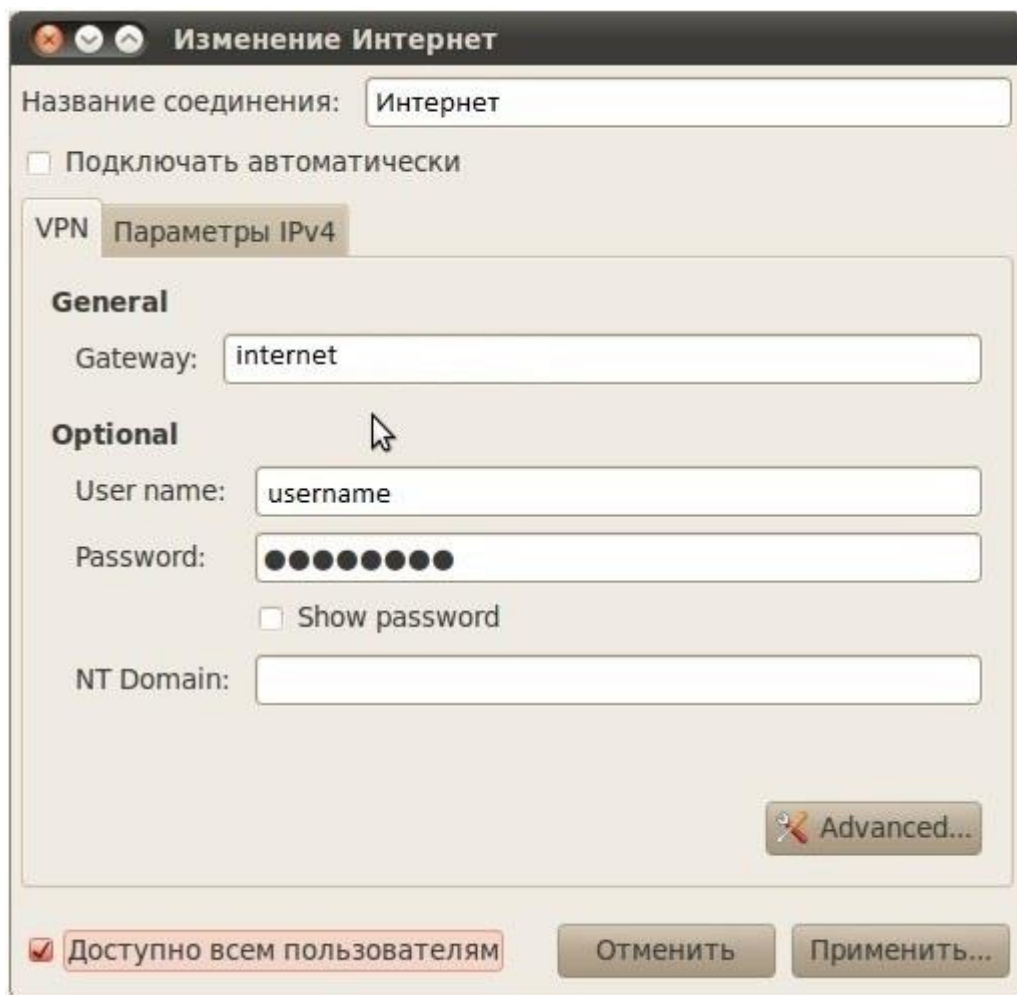 Изменение Интернет
Название соединения: Интернет
Подключать автоматически
VPN Параметры IPv4
General
Gateway: internet
Optional
User name: username
Password: ●●●●●●●●
Show password
NT Domain:
Advanced...
Доступно всем пользователям Отменить Применить...